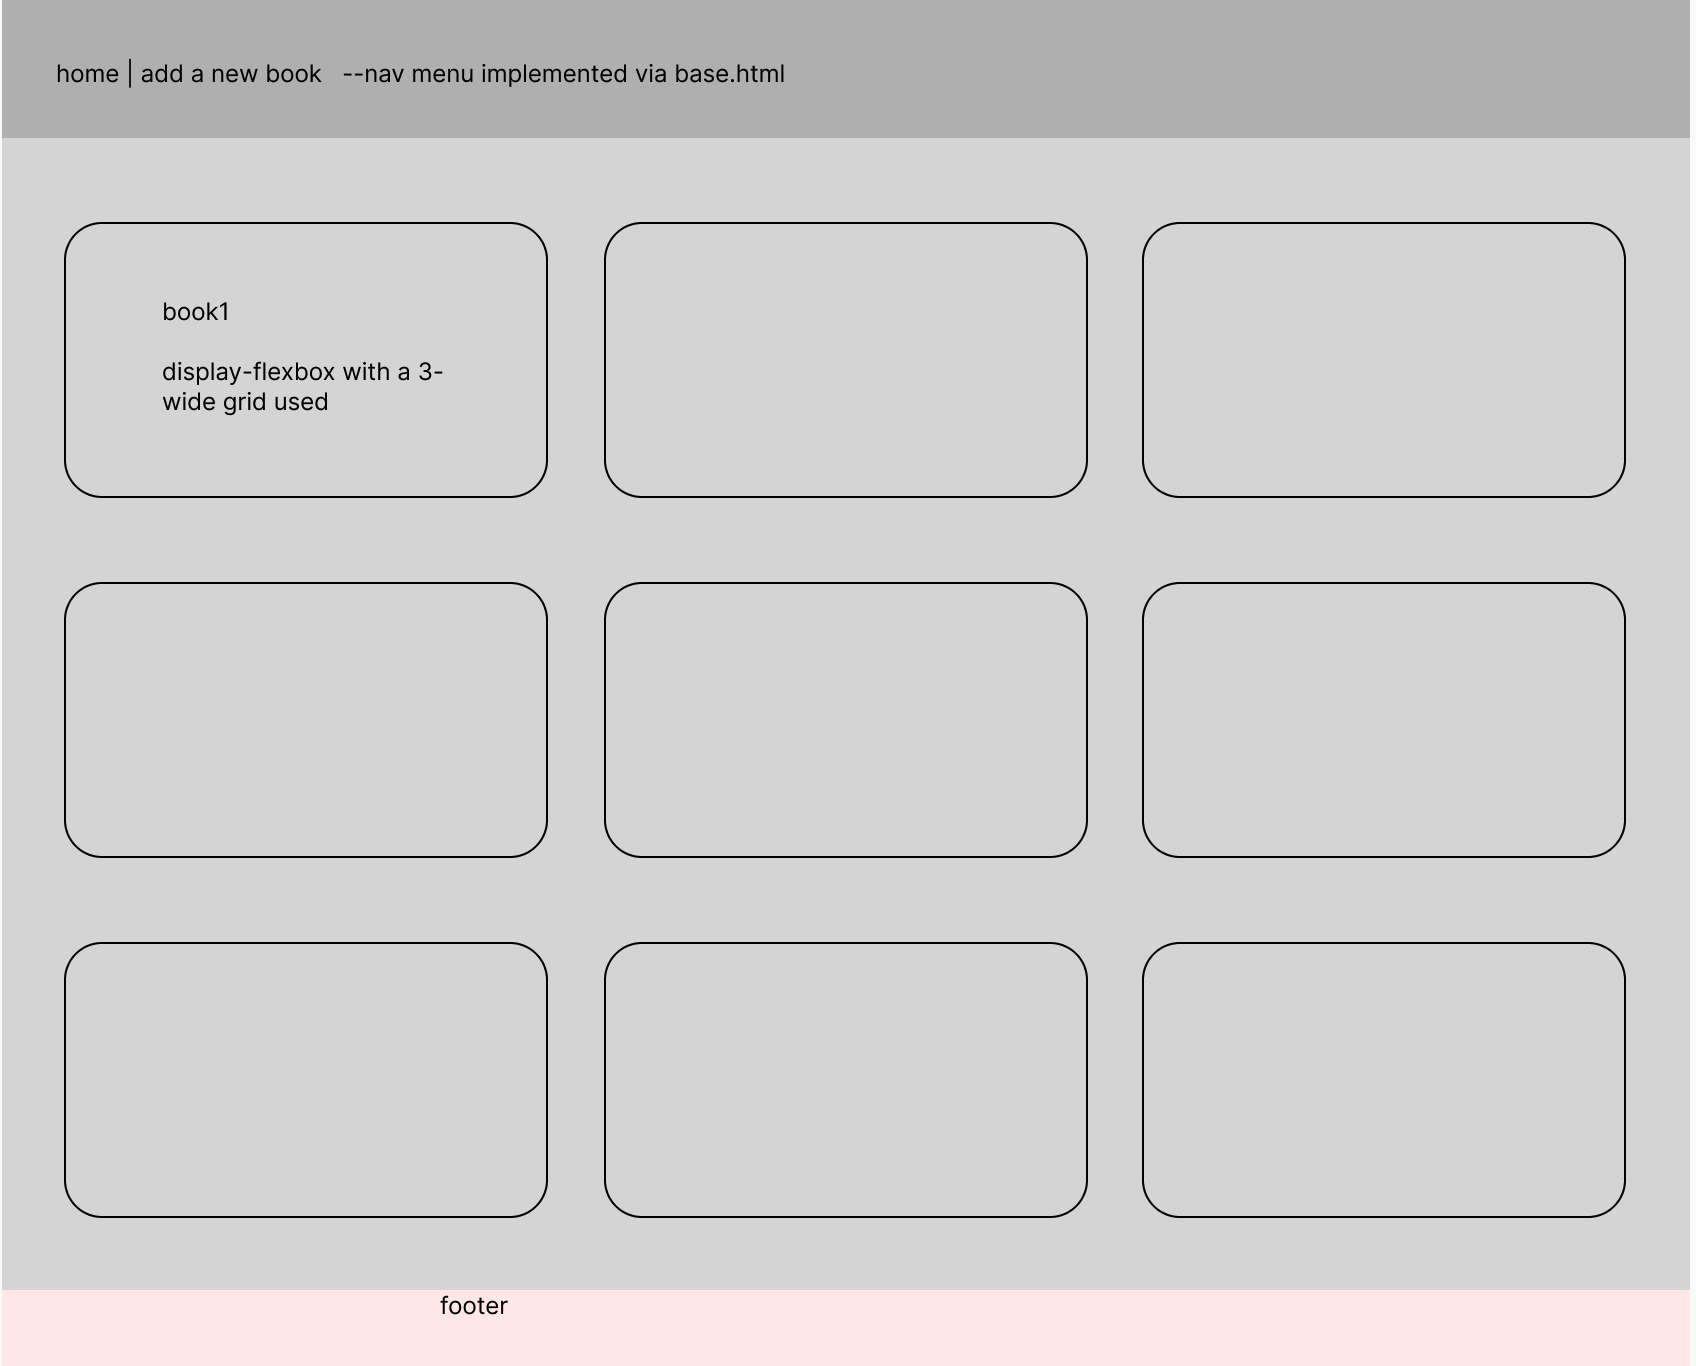 home | add a new book   --nav menu implemented via base.html
book1
display-flexbox with a 3-
wide grid used
footer